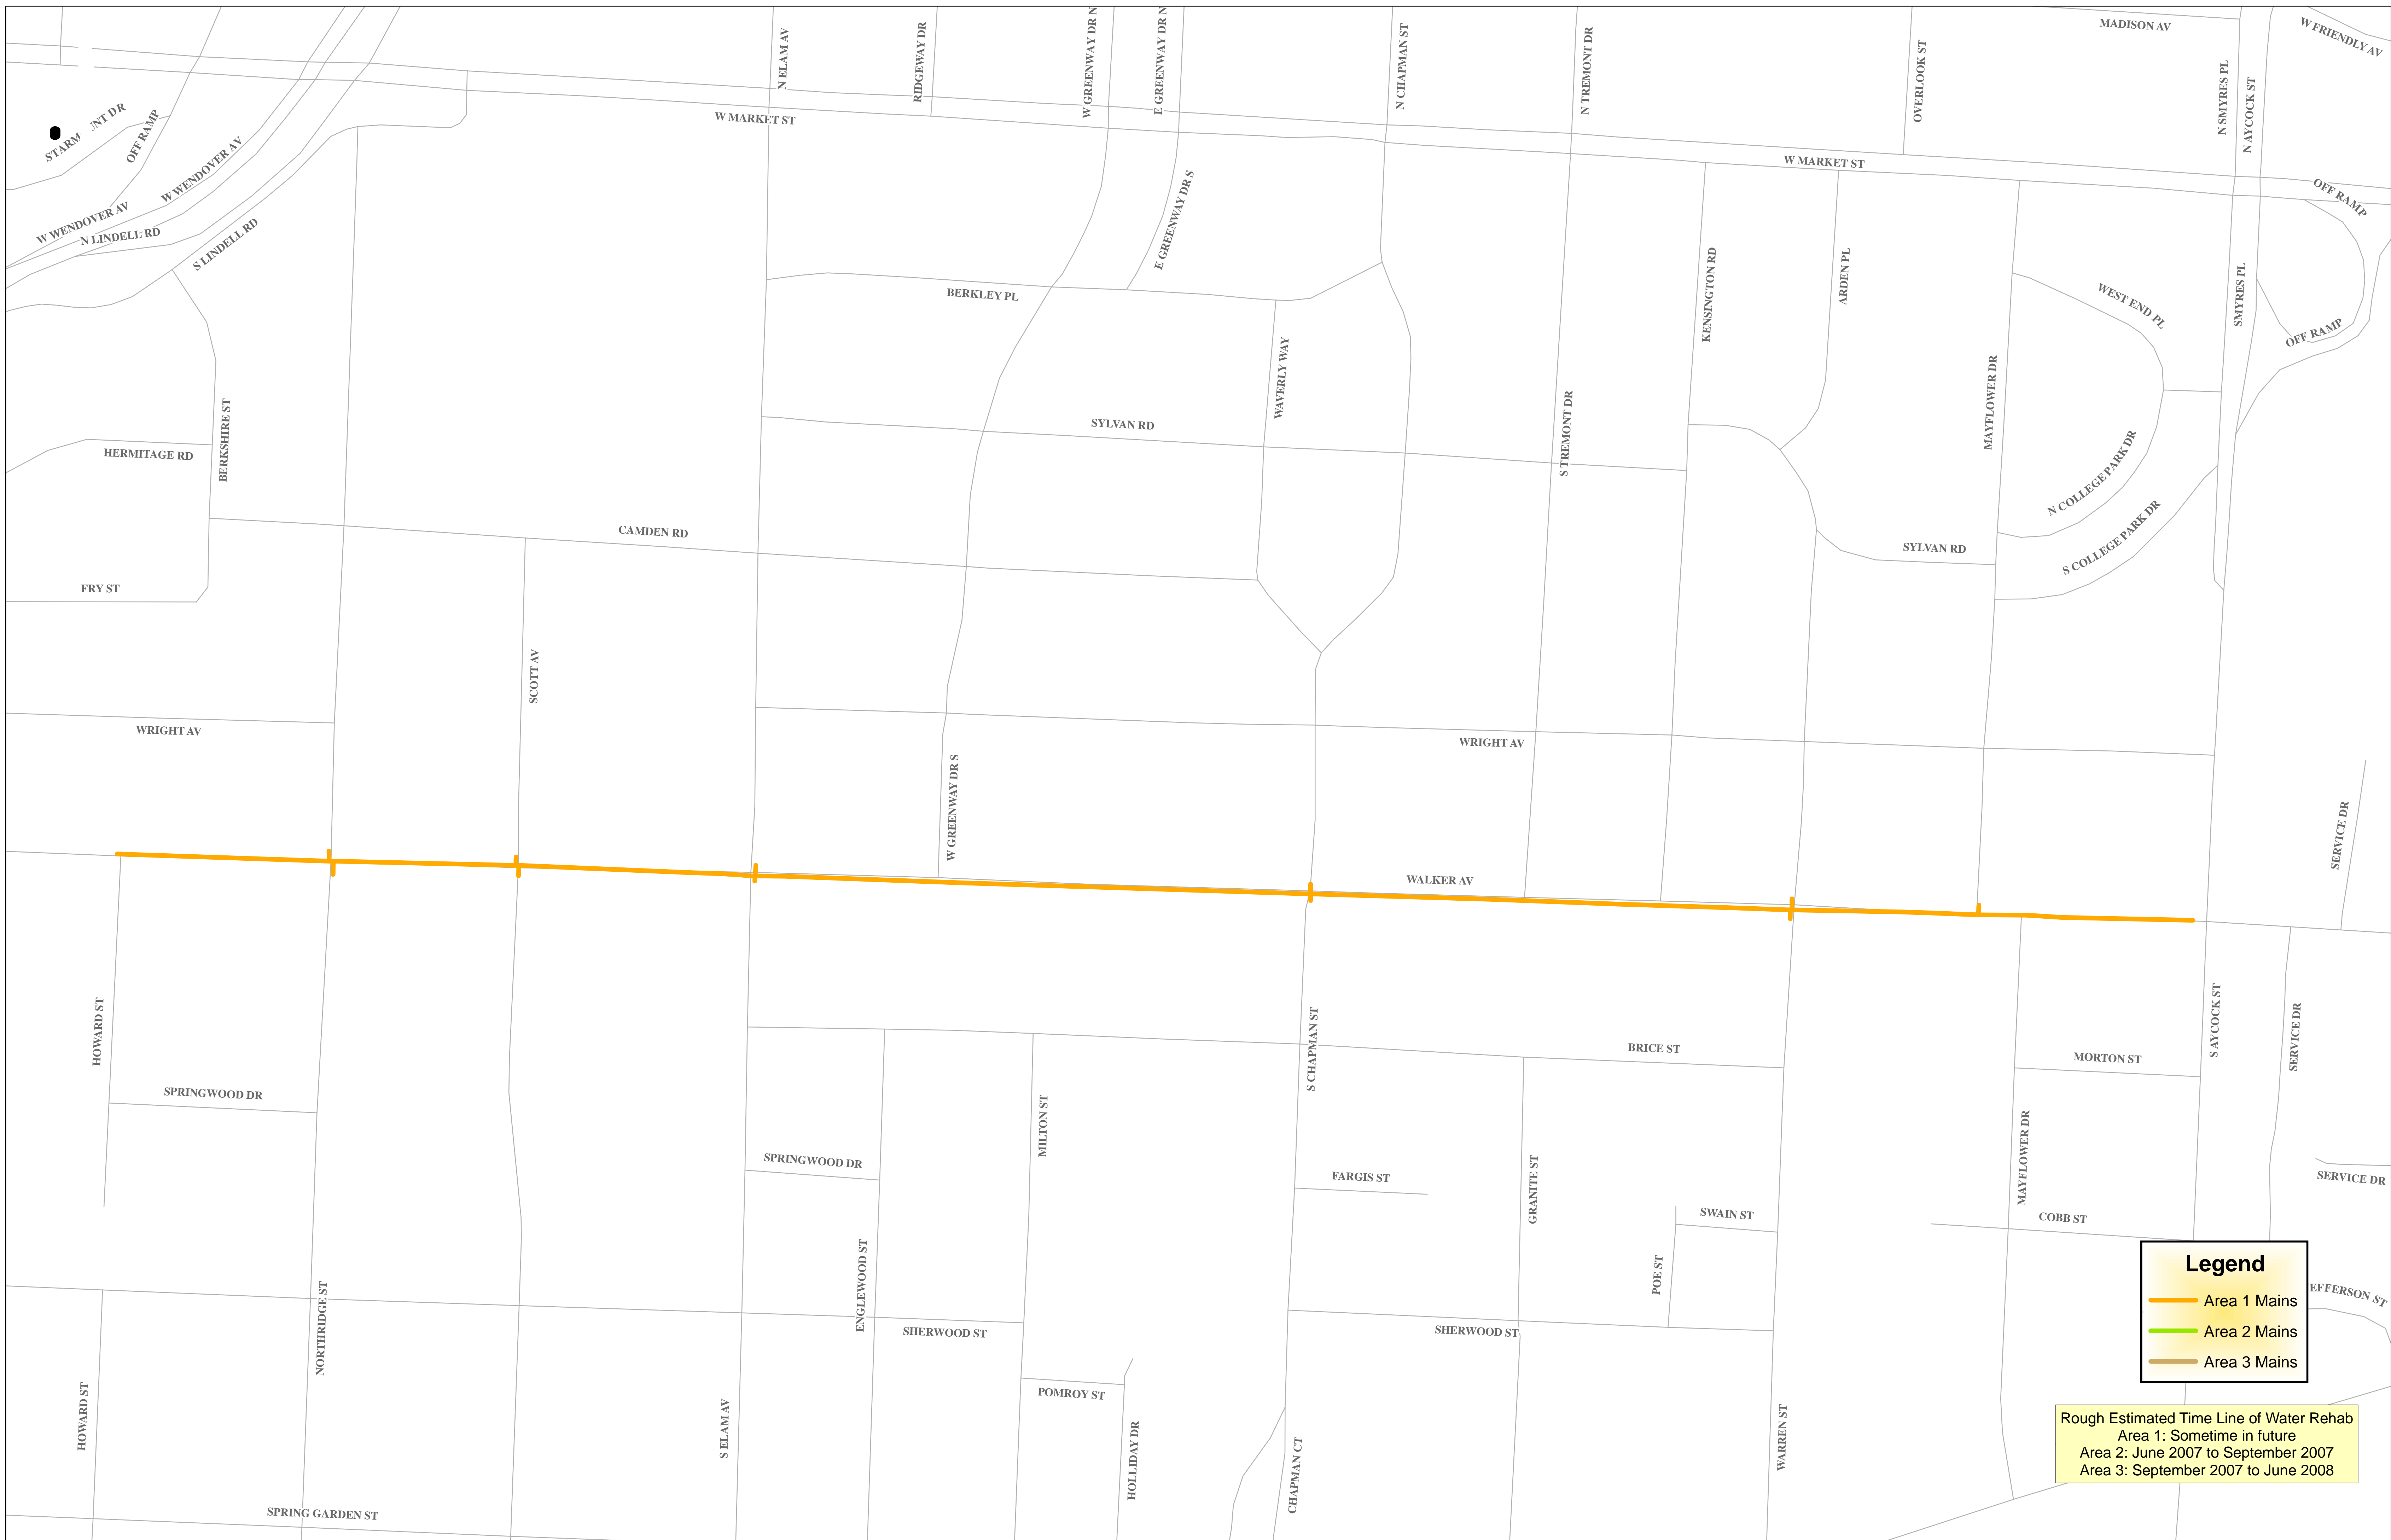 MADISON AV
W FRIENDLY AV
N ELAM AV
RIDGEWAY DR
W GREENWAY DR N
E GREENWAY DR N
N CHAPMAN ST
N TREMONT DR
OVERLOOK ST
N SMYRES PL
N AYCOCK ST
OFF RAMP
W MARKET ST
W MARKET ST
OFF RAMP
W WENDOVER AV
W WENDOVER AV
N LINDELL RD
S LINDELL RD
E GREENWAY DR S
BERKLEY PL
KENSINGTON RD
ARDEN PL
WEST END PL
SMYRES PL
OFF RAMP
WAVERLY WAY
MAYFLOWER DR
BERKSHIRE ST
HERMITAGE RD
SYLVAN RD
S TREMONT DR
N COLLEGE PARK DR
S COLLEGE PARK DR
CAMDEN RD
SYLVAN RD
FRY ST
SCOTT AV
WRIGHT AV
WRIGHT AV
W GREENWAY DR S
SERVICE DR
WALKER AV
HOWARD ST
S CHAPMAN ST
BRICE ST
MORTON ST
S AYCOCK ST
SERVICE DR
SPRINGWOOD DR
MILTON ST
SPRINGWOOD DR
FARGIS ST
GRANITE ST
MAYFLOWER DR
SERVICE DR
SWAIN ST
COBB ST
ENGLEWOOD ST
POE ST
NORTHRIDGE ST
SHERWOOD ST
SHERWOOD ST
EFFERSON ST
Legend
Area 1 Mains
Area 2 Mains
Area 3 Mains
HOWARD ST
S ELAM AV
POMROY ST
HOLLIDAY DR
CHAPMAN CT
WARREN ST
SPRING GARDEN ST
Rough Estimated Time Line of Water Rehab
Area 1: Sometime in future
Area 2: June 2007 to September 2007
Area 3: September 2007 to June 2008